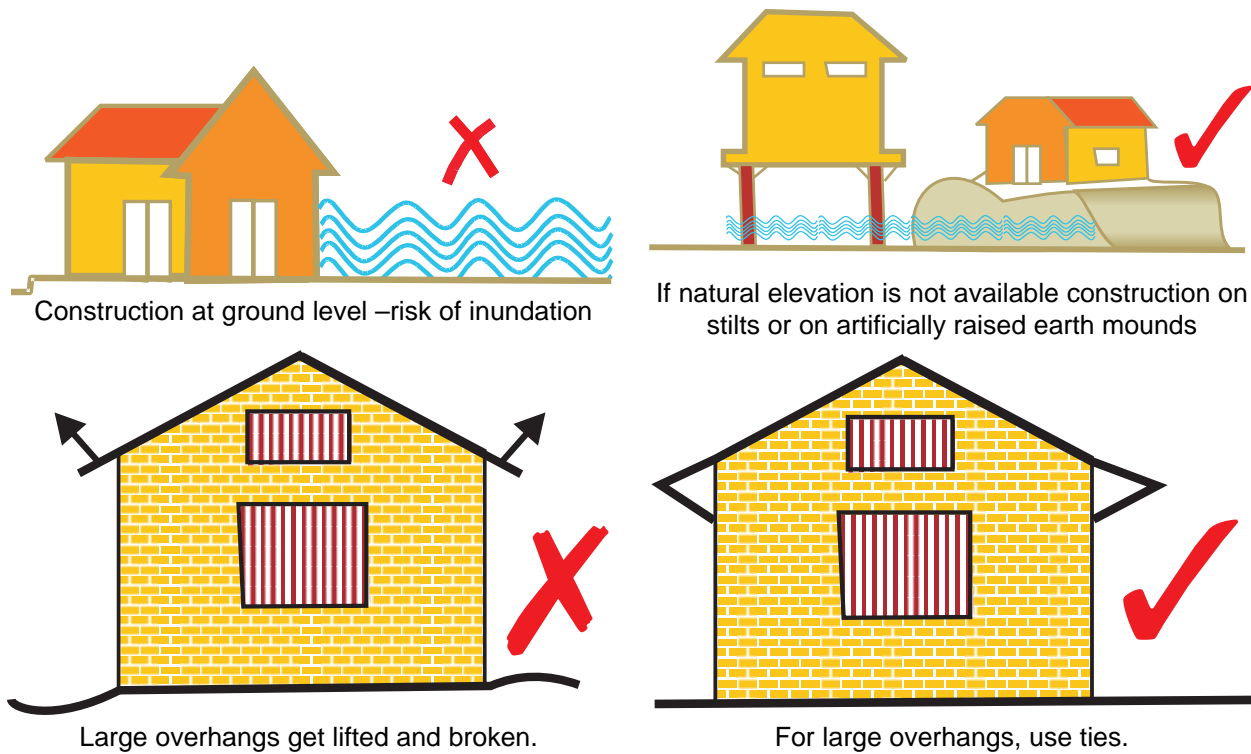 Construction at ground level –risk of inundation
If natural elevation is not available construction on
stilts or on artificially raised earth mounds
Large overhangs get lifted and broken.
For large overhangs, use ties.